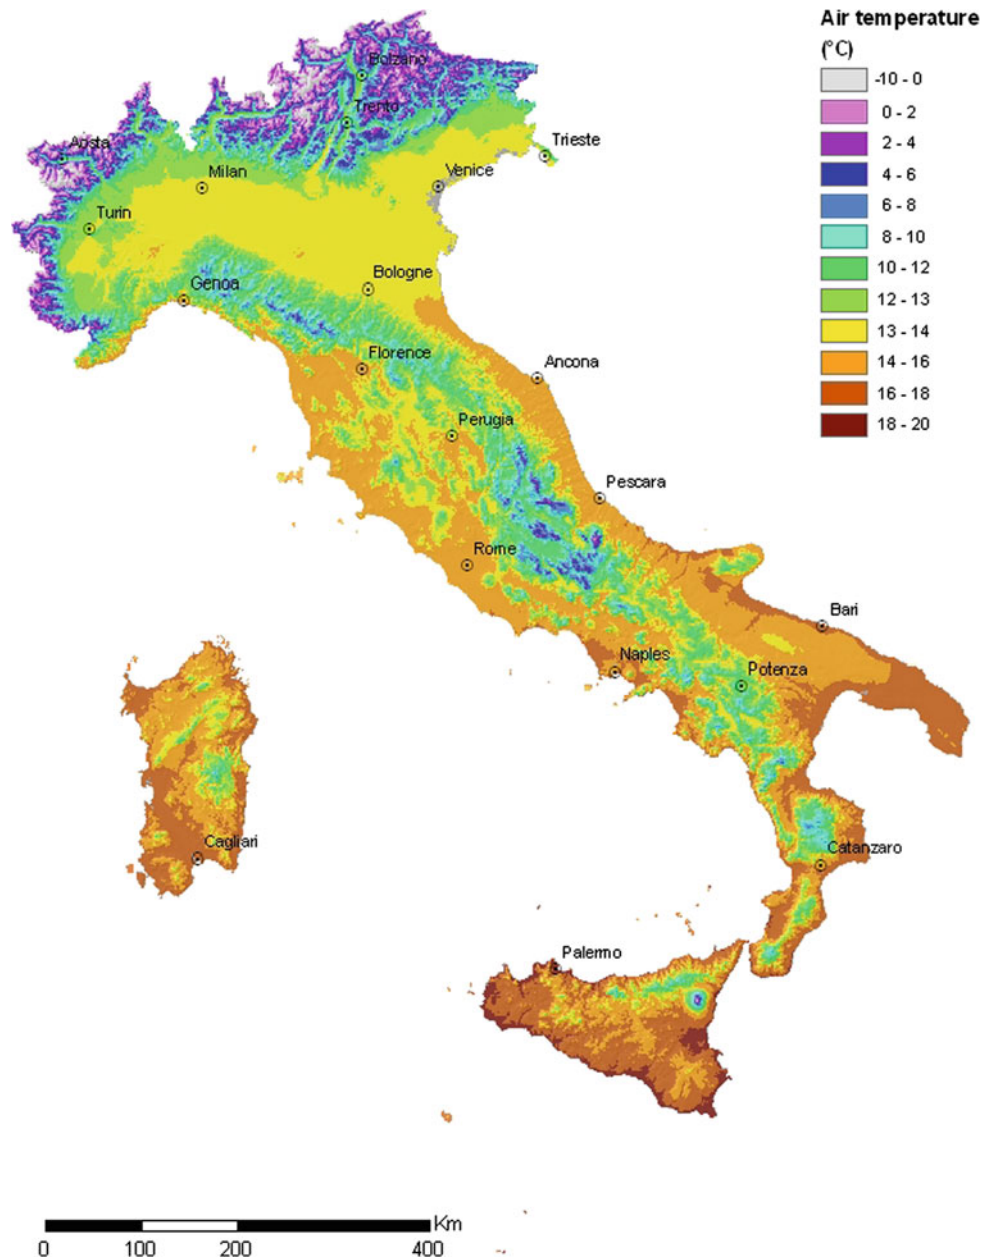 Air temperature
(°C)
-10 - 0
0 - 2
2 - 4
4 - 6
6 - 8
8 - 10
10 - 12
12 - 13
13 - 14
14 - 16
16 - 18
18 - 20
Bolzano
Trento
Aosta
Trieste
Milan
Venice
Turin
Bologne
Genoa
Florence
Ancona
Perugia
Pescara
Rome
Bari
Naples
Potenza
Cagliari
Catanzaro
Palermo
Km
0 100 200 400